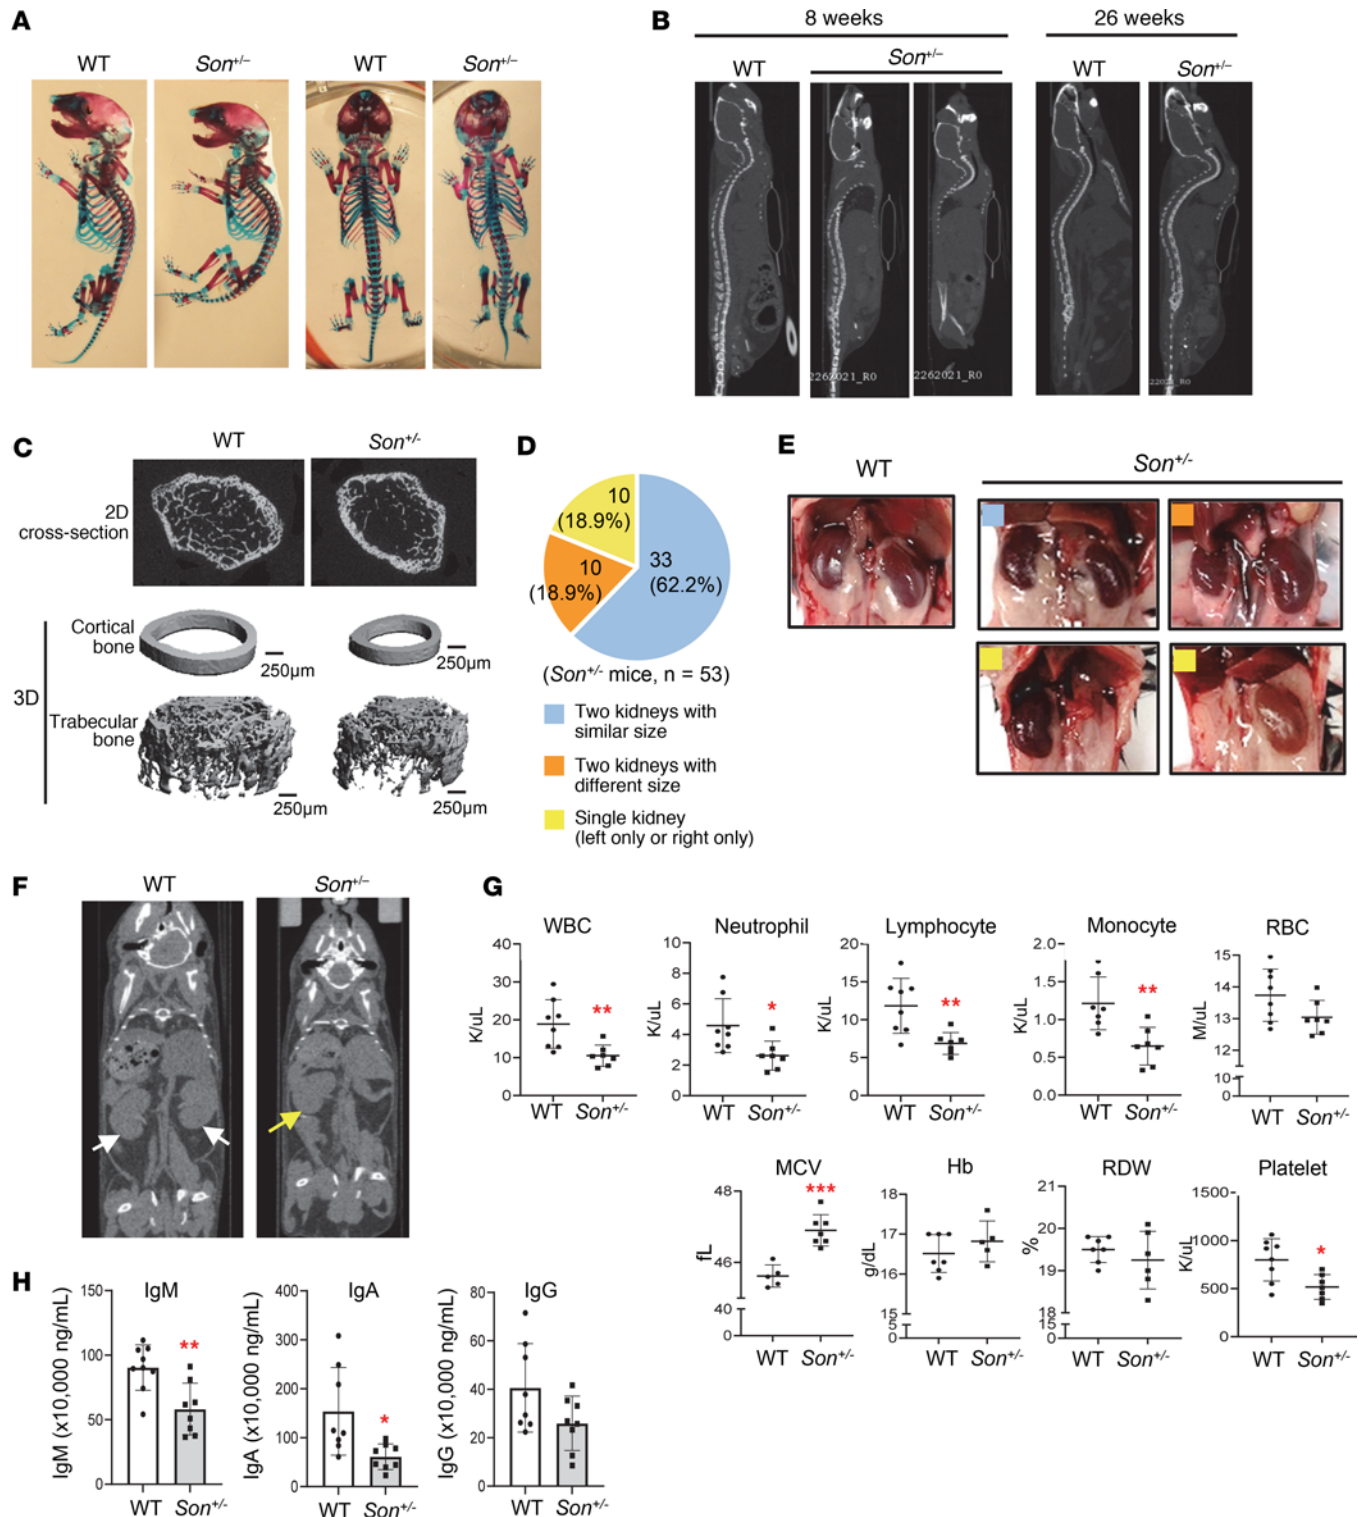 A
WT
Son+/–
WT
Son+/–
B
8 weeks
26 weeks
WT
Son+/–
WT
Son+/–
2262021_R0
2262021_R0
22021_R0
C
WT
Son+/-
2D
cross-section
Cortical
bone
250µm
250µm
3D
Trabecular
bone
250µm
250µm
D
10
(18.9%)
10
(18.9%)
33
(62.2%)
(Son+/- mice, n = 53)
Two kidneys with
similar size
Two kidneys with
different size
Single kidney
(left only or right only)
E
WT
Son+/-
F
WT
Son+/–
G
WBC
K/uL
40
30
20
10
0
**
WT
Son+/-
Neutrophil
K/uL
10
8
6
4
2
0
*
WT
Son+/-
Lymphocyte
K/uL
20
15
10
5
0
**
WT
Son+/-
Monocyte
K/uL
2.0
1.5
1.0
0.5
0.0
**
WT
Son+/-
RBC
M/uL
15
14
13
12
10
0
WT
Son+/-
MCV
fL
48
46
40
0
***
WT
Son+/-
Hb
g/dL
18
17
16
15
5
0
WT
Son+/-
RDW
%
21
20
19
18
15
0
WT
Son+/-
Platelet
K/uL
1500
1000
500
0
*
WT
Son+/-
H
IgM
IgM (x10,000 ng/mL)
150
100
50
0
**
WT
Son+/-
IgA
IgA (x10,000 ng/mL)
400
300
200
100
0
*
WT
Son+/-
IgG
IgG (x10,000 ng/mL)
80
60
40
20
0
WT
Son+/-